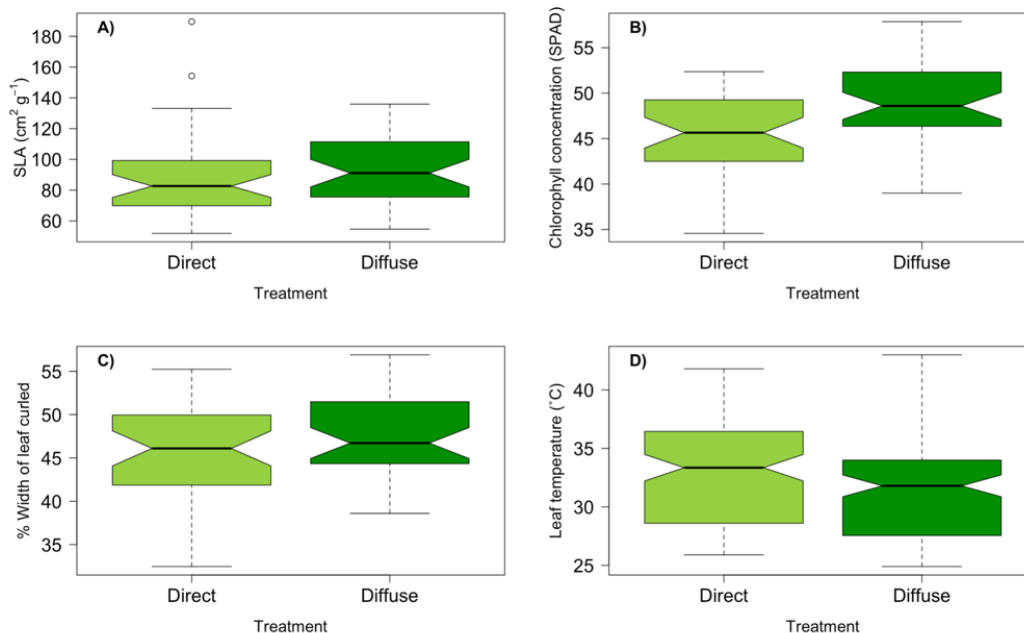 A)
SLA (cm² g⁻¹)
180
160
140
120
100
80
60
Direct
Diffuse
Treatment
B)
Chlorophyll concentration (SPAD)
55
50
45
40
35
Direct
Diffuse
Treatment
C)
% Width of leaf curled
55
50
45
40
35
Direct
Diffuse
Treatment
D)
Leaf temperature (˚C)
40
35
30
25
Direct
Diffuse
Treatment